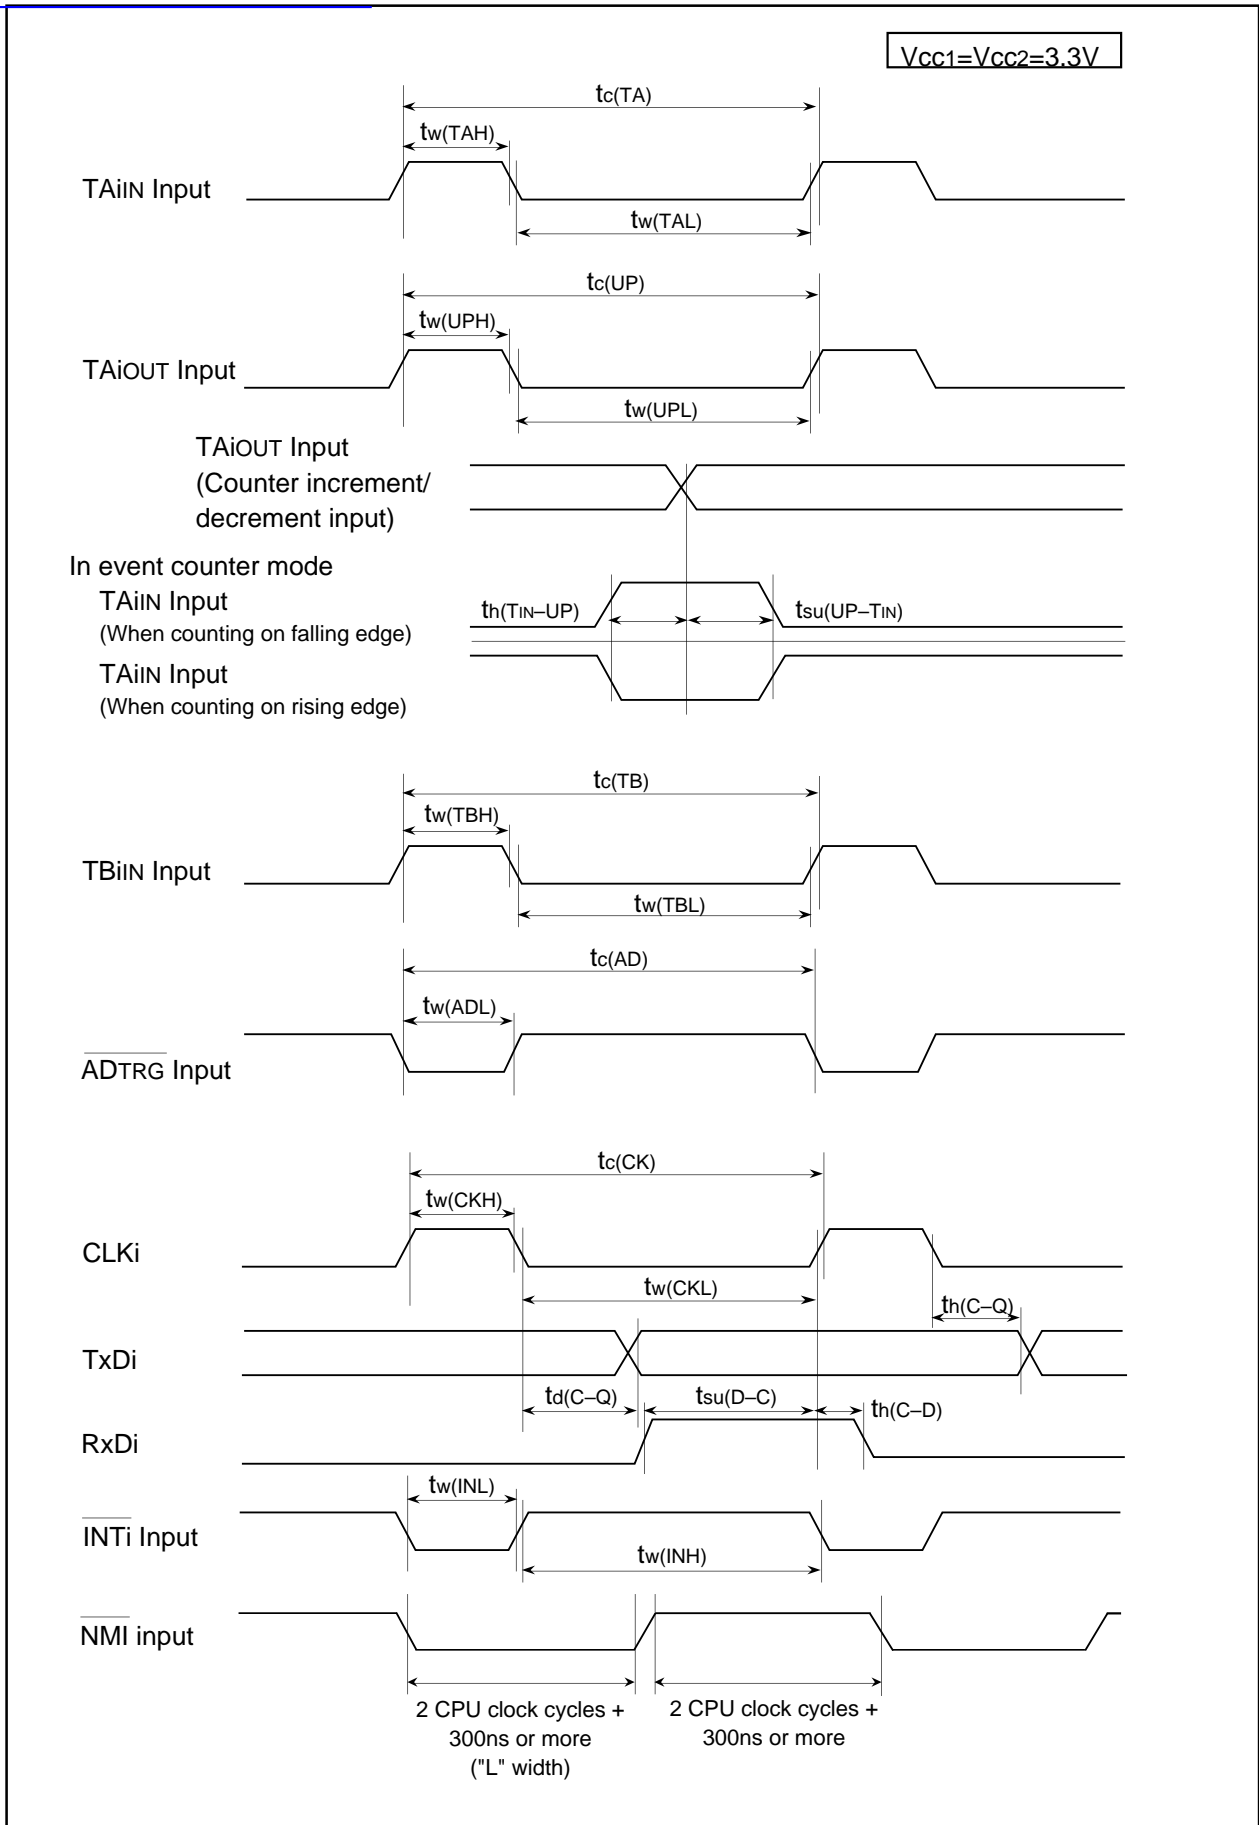 Vcc1=Vcc2=3.3V
tc(TA)
tw(TAH)
TAiIN Input
tw(TAL)
tc(UP)
tw(UPH)
TAiOUT Input
tw(UPL)
TAiOUT Input
(Counter increment/
decrement input)
In event counter mode
TAiIN Input
(When counting on falling edge)
th(TIN–UP)
tsu(UP–TIN)
TAiIN Input
(When counting on rising edge)
tc(TB)
tw(TBH)
TBiIN Input
tw(TBL)
tc(AD)
tw(ADL)
ADTRG Input
tc(CK)
tw(CKH)
CLKi
tw(CKL)
th(C–Q)
TxDi
td(C–Q)
tsu(D–C)
th(C–D)
RxDi
tw(INL)
INTi Input
tw(INH)
NMI input
2 CPU clock cycles +
300ns or more
("L" width)
2 CPU clock cycles +
300ns or more